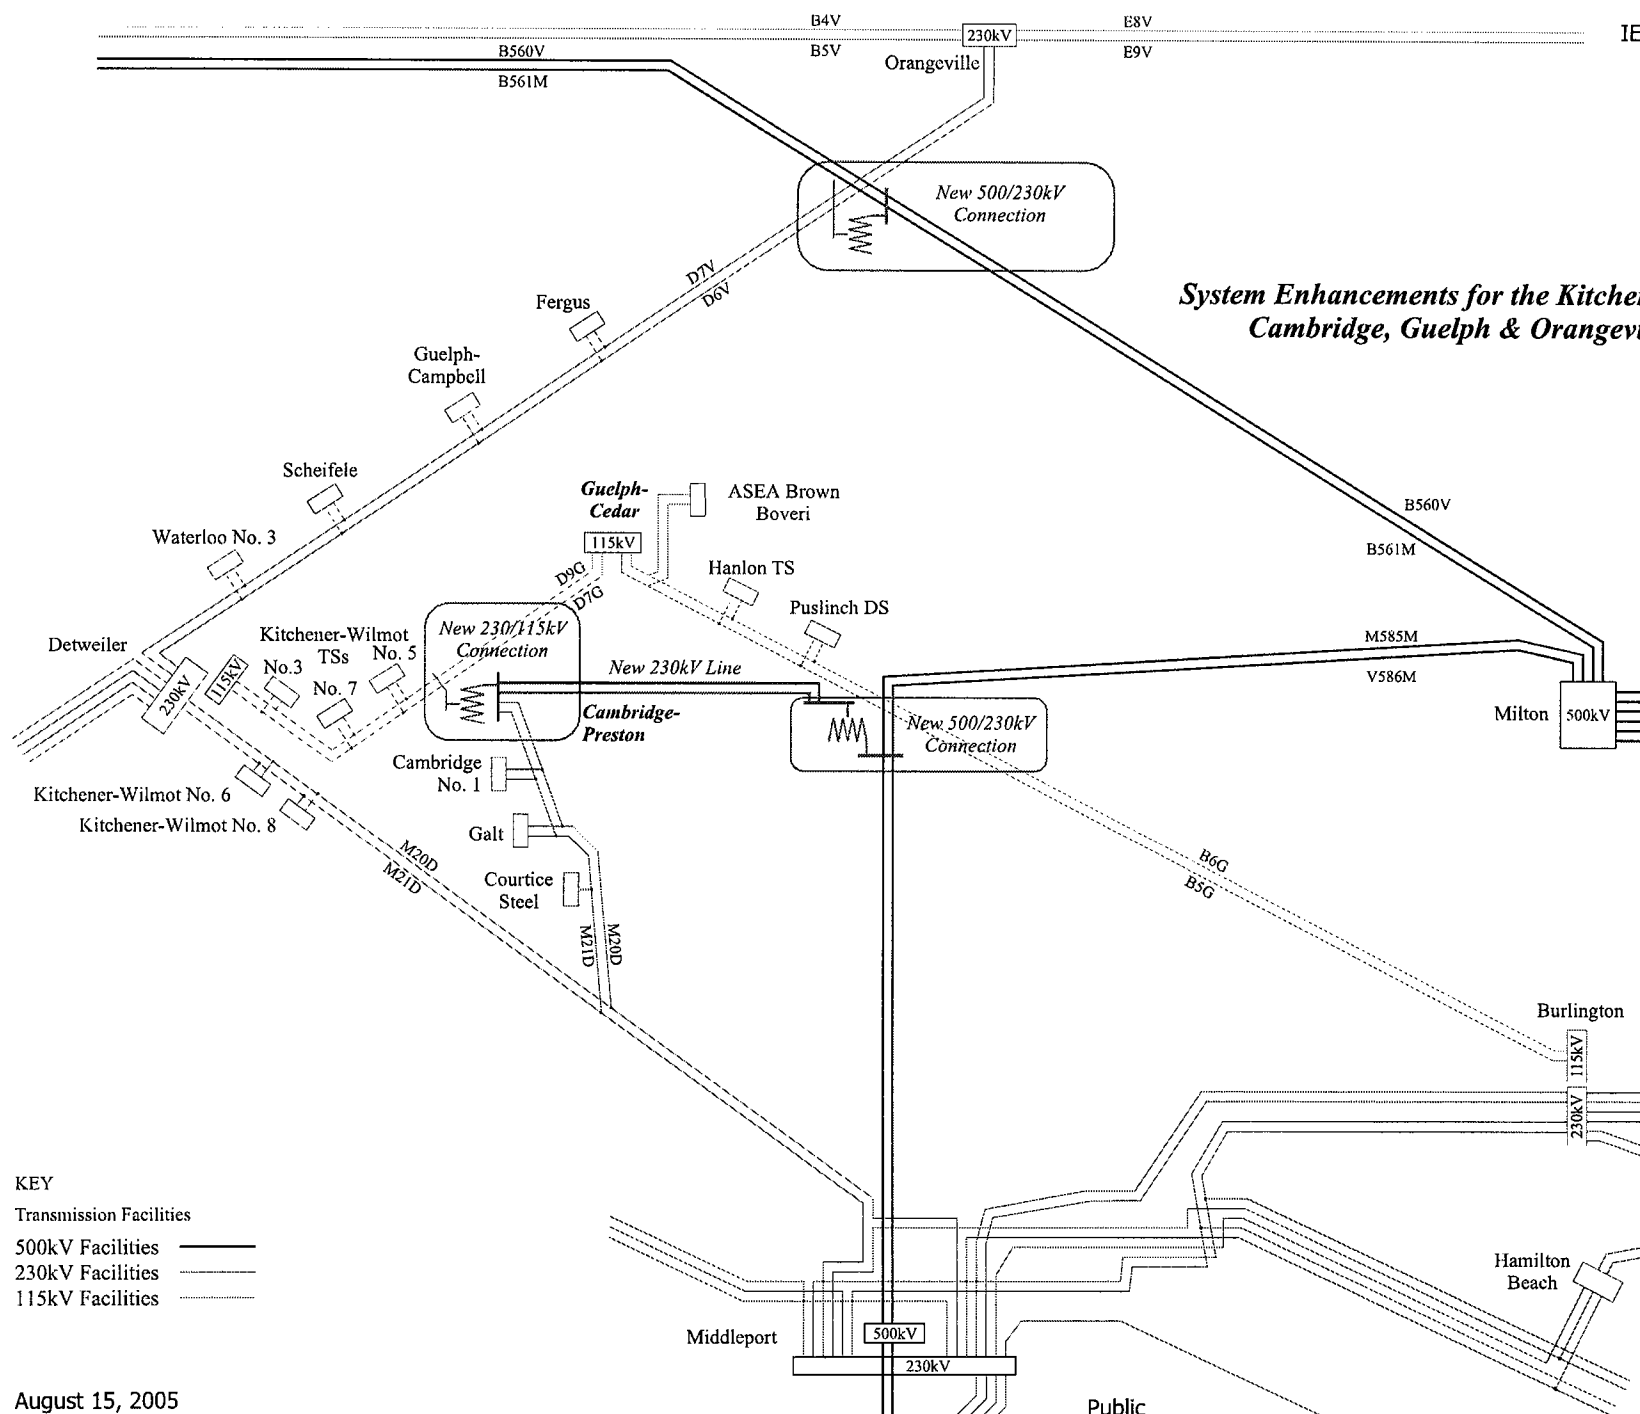 B4V
E8V
IE
230kV
B560V
B5V
E9V
Orangeville
B561M
New 500/230kV
Connection
D7V
D6V
Fergus
System Enhancements for the Kitche
Cambridge, Guelph & Orangev
Guelph-
Campbell
Scheifele
Guelph-
Cedar
ASEA Brown
Boveri
B560V
Waterloo No. 3
115kV
B561M
D9G
D7G
Hanlon TS
Puslinch DS
Detweiler
Kitchener-Wilmot
TSs
No. 5
No.3
No. 7
New 230/115kV
Connection
New 230kV Line
M585M
V586M
230kV
115kV
Cambridge-
Preston
New 500/230kV
Connection
Milton
500kV
Cambridge
No. 1
Kitchener-Wilmot No. 6
Kitchener-Wilmot No. 8
Galt
M20D
M21D
Courtice
Steel
B6G
B5G
M21D
M20D
Burlington
115kV
230kV
KEY
Transmission Facilities
500kV Facilities
230kV Facilities
115kV Facilities
Hamilton
Beach
Middleport
500kV
230kV
August 15, 2005
Public